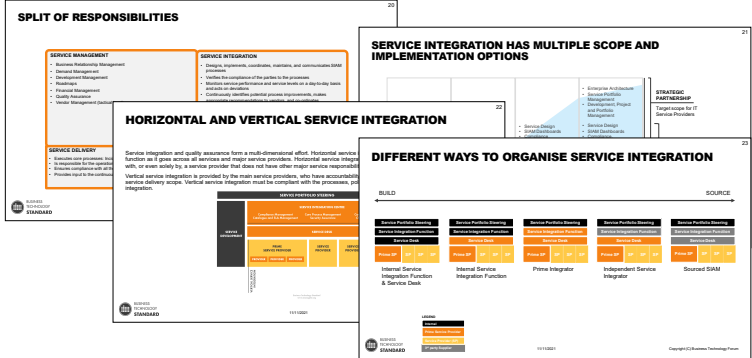 20
SPLIT OF RESPONSIBILITIES
SERVICE MANAGEMENT
• Business Relationship Management
• Demand Management
• Development Management
• Roadmaps
• Financial Management
• Quality Assurance
• Vendor Management (tactical
SERVICE INTEGRATION
• Designs, implements, coordinates, maintains, and communicates SIAM
processes
• Verifies the compliance of the parties to the processes
• Monitors service performance and service levels on a day-to-day basis
and acts on deviations
• Continuously identifies potential process improvements, makes
SERVICE DELIVERY
• Executes core processes:
• Is responsible for the operation
• Ensures compliance with all
• Provides input to the
BUSINESS
TECHNOLOGY
STANDARD
21
SERVICE INTEGRATION HAS MULTIPLE SCOPE AND
IMPLEMENTATION OPTIONS
• Enterprise Architecture
• Service Portfolio
Management
• Development, Project
and Portfolio
Management
• Service Design
• SIAM Dashboards
• Service Design
• SIAM Dashboards
STRATEGIC
PARTNERSHIP
Target scope for IT
Service Providers
22
HORIZONTAL AND VERTICAL SERVICE INTEGRATION
Service integration and quality assurance form a multi-dimensional effort. Horizontal service
function as it goes across all services and major service providers. Horizontal service
with, or even solely by, a service provider that does not have other major service
Vertical service integration is provided by the main service providers, who have
service delivery scope. Vertical service integration must be compliant with the processes,
integration.
SERVICE PORTFOLIO STEERING
SERVICE
DEVELOPMENT
SERVICE INTEGRATION
SERVICE DESK
PRIME
SERVICE PROVIDER
SERVICE
PROVIDER
BUSINESS
TECHNOLOGY
STANDARD
11/11/2021
23
DIFFERENT WAYS TO ORGANISE SERVICE INTEGRATION
BUILD
SOURCE
Service Portfolio Steering
Service Integration Function
Service Desk
Prime SP SP SP SP
Internal Service
Integration Function
& Service Desk
Service Portfolio Steering
Service Integration Function
Service Desk
Prime SP SP SP SP
Internal Service
Integration Function
Service Portfolio Steering
Service Integration Function
Service Desk
Prime SP SP SP SP
Prime Integrator
Service Portfolio Steering
Service Integration Function
Service Desk
Prime SP SP SP SP
Independent Service
Integrator
Service Portfolio Steering
Service Integration Function
Service Desk
Prime SP SP SP SP
Sourced SIAM
LEGEND
Internal
BUSINESS
TECHNOLOGY
STANDARD
11/11/2021
Copyright (C) Business Technology Forum